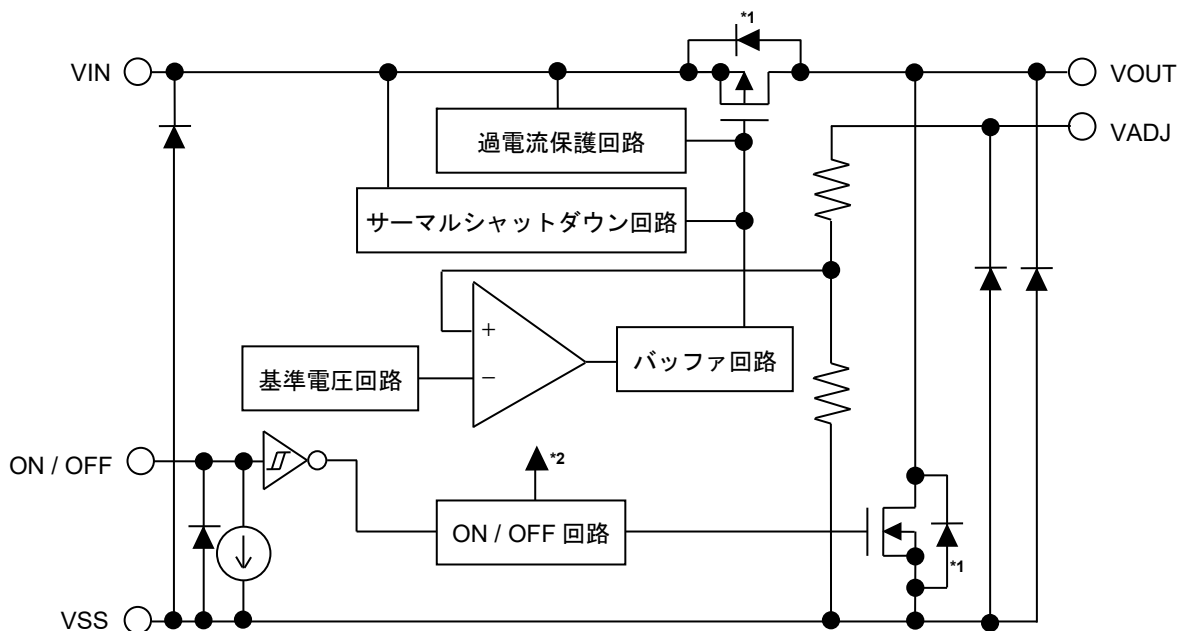 *1
VIN
VOUT
過電流保護回路
VADJ
サーマルシャットダウン回路
+
基準電圧回路
−
バッファ回路
ON / OFF
*2
ON / OFF 回路
*1
VSS